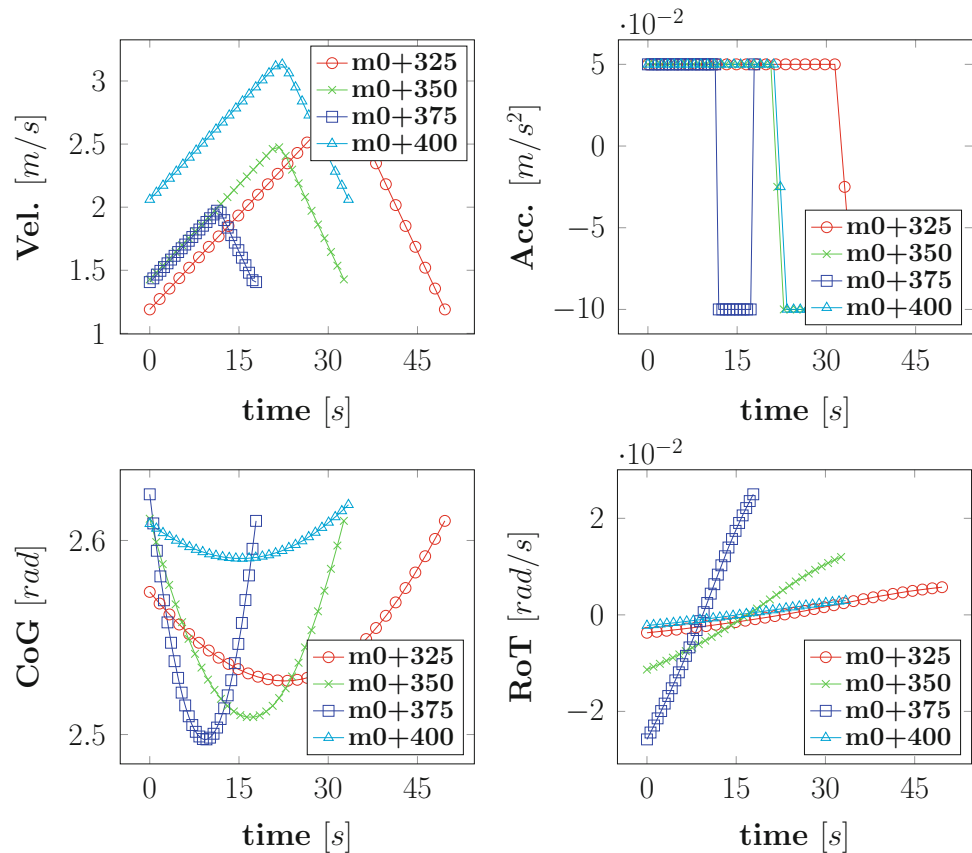 3
2.5
2
1.5
1
Vel. [m/s]
0 15 30 45
time [s]
m0+325
m0+350
m0+375
m0+400
·10−2
5
0
−5
−10
Acc. [m/s2]
0 15 30 45
time [s]
m0+325
m0+350
m0+375
m0+400
2.6
2.5
CoG [rad]
0 15 30 45
time [s]
m0+325
m0+350
m0+375
m0+400
·10−2
2
0
−2
RoT [rad/s]
0 15 30 45
time [s]
m0+325
m0+350
m0+375
m0+400